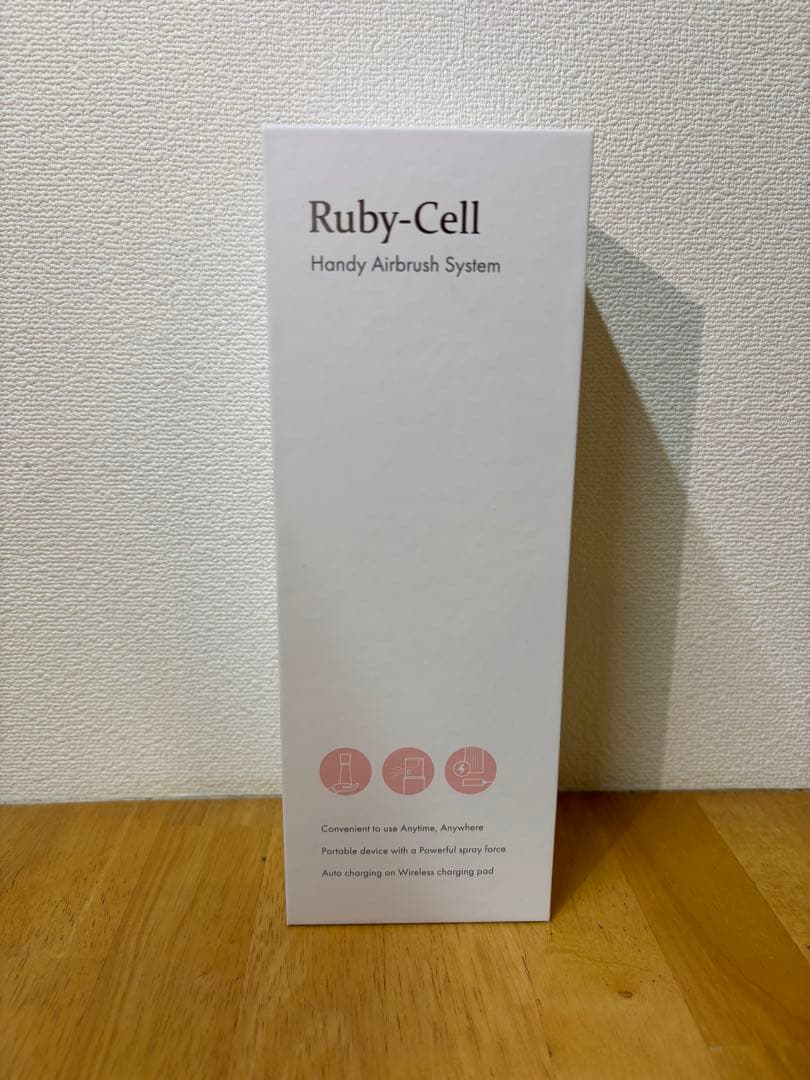 Ruby-Cell
Handy Airbrush System
Convenient to use Anytime, Anywhere
Portable device with a Powerful spray force
Auto charging on Wireless charging pad